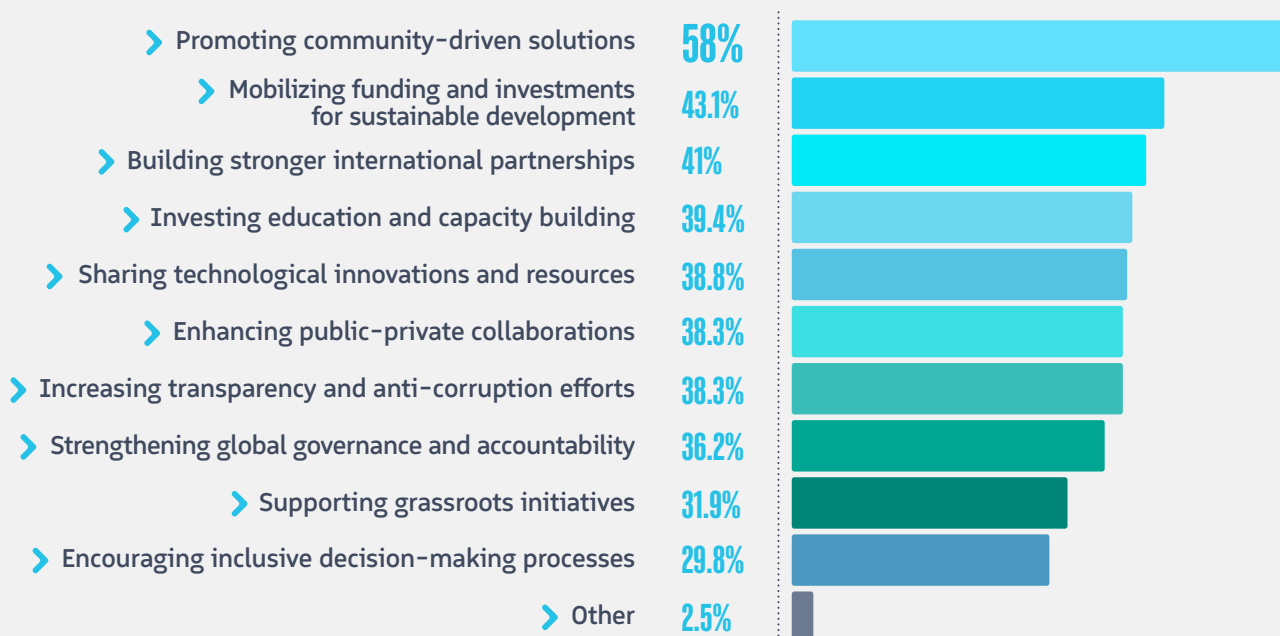 Promoting community-driven solutions 58%
Mobilizing funding and investments
for sustainable development 43.1%
Building stronger international partnerships 41%
Investing education and capacity building 39.4%
Sharing technological innovations and resources 38.8%
Enhancing public-private collaborations 38.3%
Increasing transparency and anti-corruption efforts 38.3%
Strengthening global governance and accountability 36.2%
Supporting grassroots initiatives 31.9%
Encouraging inclusive decision-making processes 29.8%
Other 2.5%